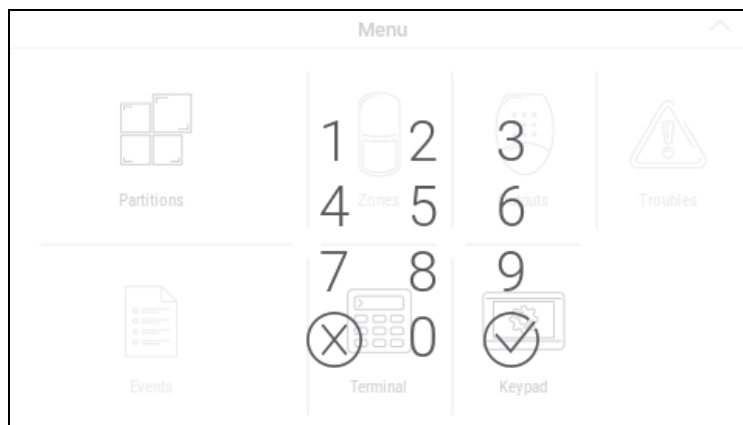 Menu
1 2 3
Partitions
4 Zones 5 6 Troubles
7 8 9
0
Events Terminal Keypad